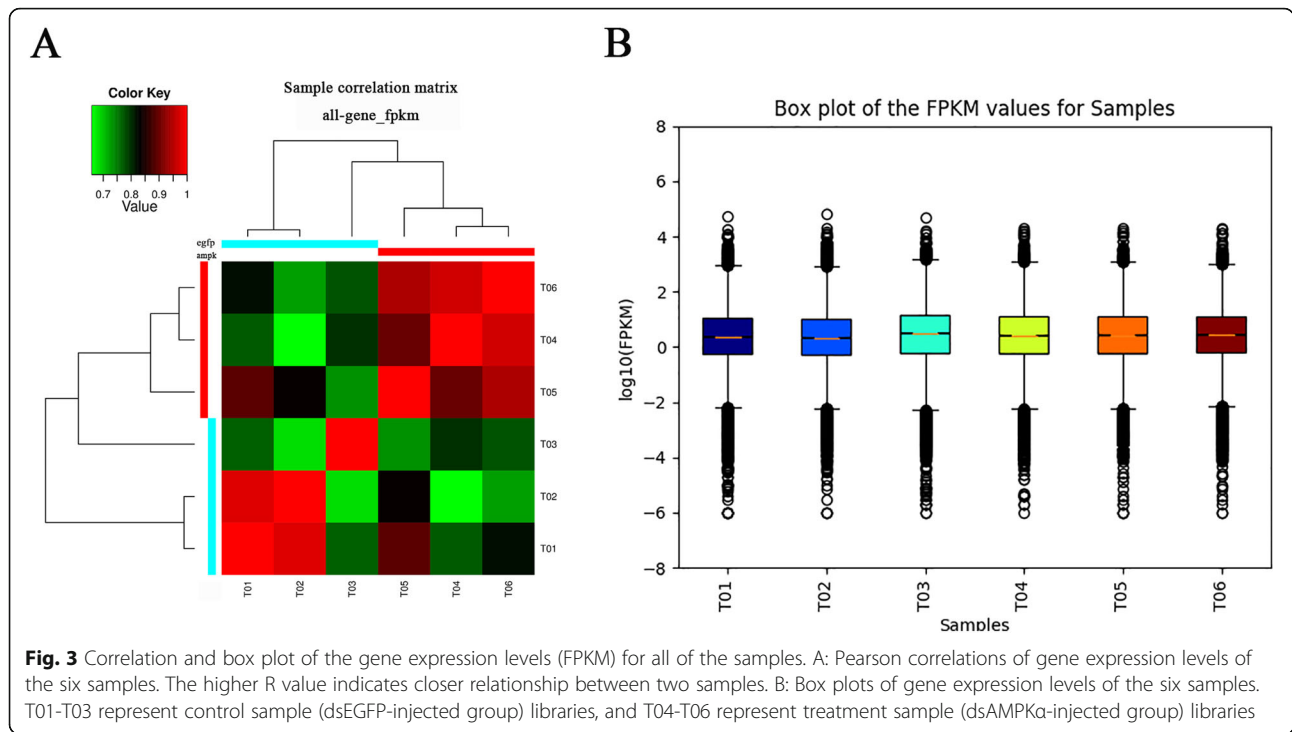 A
Color Key
0.7 0.8 0.9 1
Value
Sample correlation matrix
all-gene_fpkm
egfp
ampk
T06
T04
T05
T03
T02
T01
T01 T02 T03 T05 T04 T06
B
Box plot of the FPKM values for Samples
log10(FPKM)
8
6
4
2
0
−2
−4
−6
−8
T01 T02 T03 T04 T05 T06
Samples
Fig. 3 Correlation and box plot of the gene expression levels (FPKM) for all of the samples. A: Pearson correlations of gene expression levels of
the six samples. The higher R value indicates closer relationship between two samples. B: Box plots of gene expression levels of the six samples.
T01-T03 represent control sample (dsEGFP-injected group) libraries, and T04-T06 represent treatment sample (dsAMPKα-injected group) libraries